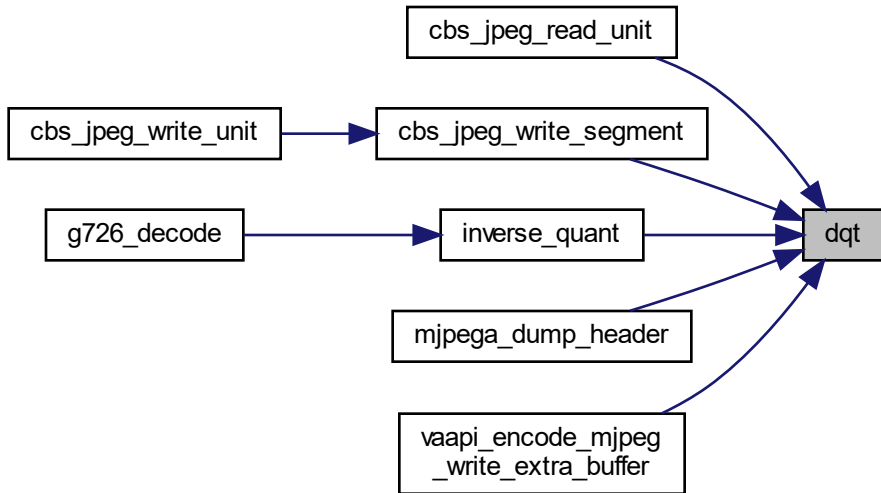 cbs_jpeg_read_unit
cbs_jpeg_write_unit
cbs_jpeg_write_segment
g726_decode
inverse_quant
dqt
mjpega_dump_header
vaapi_encode_mjpeg
_write_extra_buffer